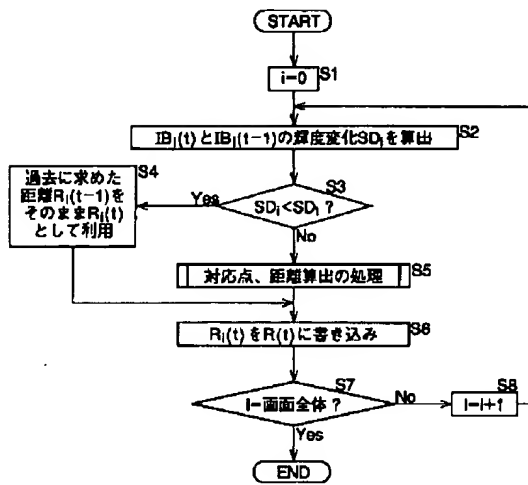 START
i=0
S1
IBi(t)とIBi(t-1)の輝度変化SDiを算出
S2
S4
過去に求めた
距離Ri(t-1)を
そのままRi(t)
として利用
Yes
S3
SDi<SDt?
No
対応点、距離算出の処理
S5
Ri(t)をR(t)に書き込み
S6
S7
i=画面全体?
No
S8
i=i+1
Yes
END